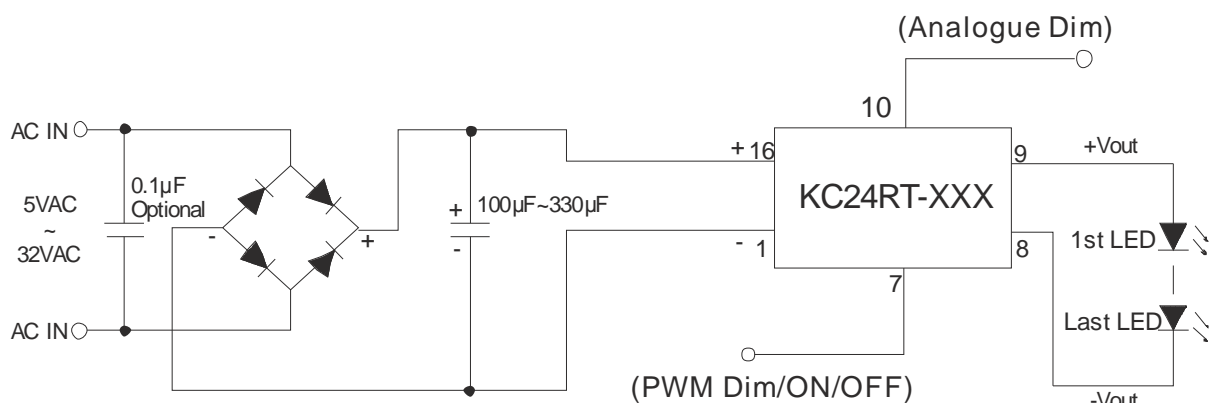 (Analogue Dim)
10
AC IN
0.1µF
Optional
5VAC
~
32VAC
-
+
+
100µF~330µF
-
+ 16
- 1
KC24RT-XXX
9
+Vout
8
7
1st LED
Last LED
AC IN
(PWM Dim/ON/OFF)
-Vout